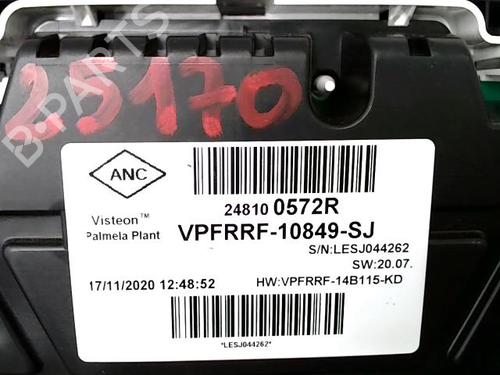 25170
B-PARTS
ANC
Visteon™
Palmela Plant
24810 0572R
VPFRRF-10849-SJ
S/N:LESJ044262
SW:20.07.
17/11/2020 12:48:52
HW:VPFRRF-14B115-KD
*LESJ044262*